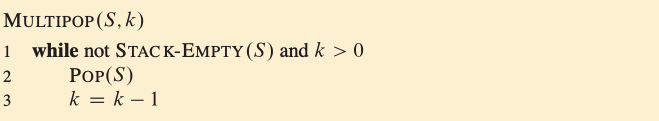 MULTIPOP(S, k)
1 while not STACK-EMPTY(S) and k > 0
2 POP(S)
3 k = k − 1